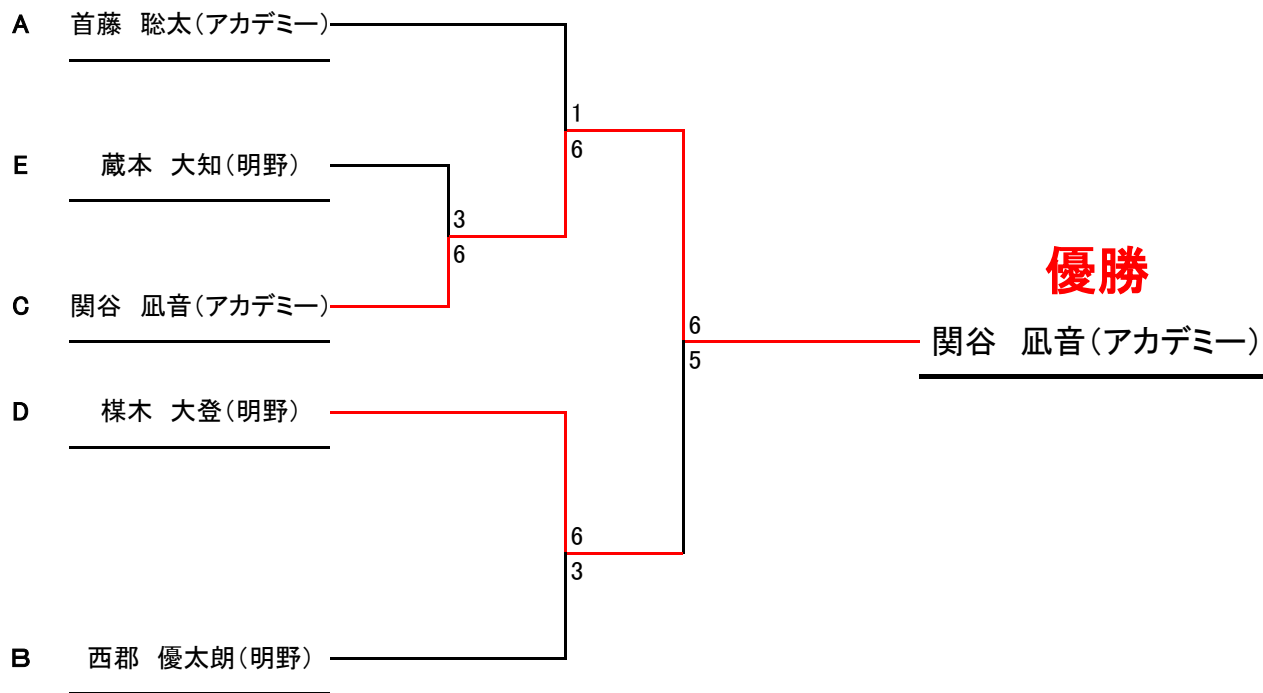 A 首藤　聡太(アカデミー)
1
6
E 蔵本　大知(明野)
3
6
優勝
C 関谷　凪音(アカデミー)
6
5
関谷　凪音(アカデミー)
D 楳木　大登(明野)
6
3
B 西郡　優太朗(明野)